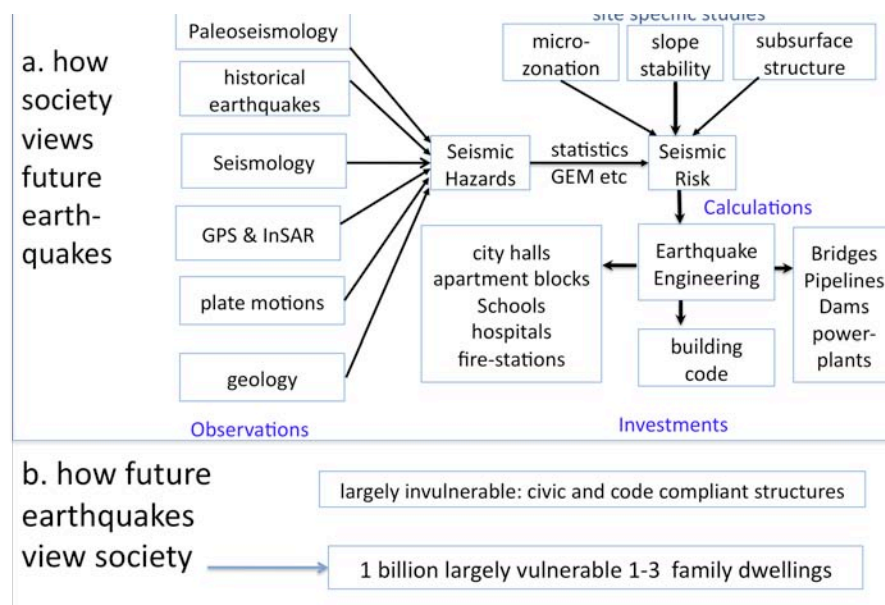 site specific studies
Paleoseismology
a. how
society
views
future
earth-
quakes
historical
earthquakes
Seismology
GPS & InSAR
plate motions
geology
Observations
micro-
zonation
slope
stability
subsurface
structure
Seismic
Hazards
statistics
GEM etc
Seismic
Risk
Calculations
city halls
apartment blocks
Schools
hospitals
fire-stations
Earthquake
Engineering
Bridges
Pipelines
Dams
power-
plants
building
code
Investments
b. how future
earthquakes
view society
largely invulnerable: civic and code compliant structures
1 billion largely vulnerable 1-3 family dwellings